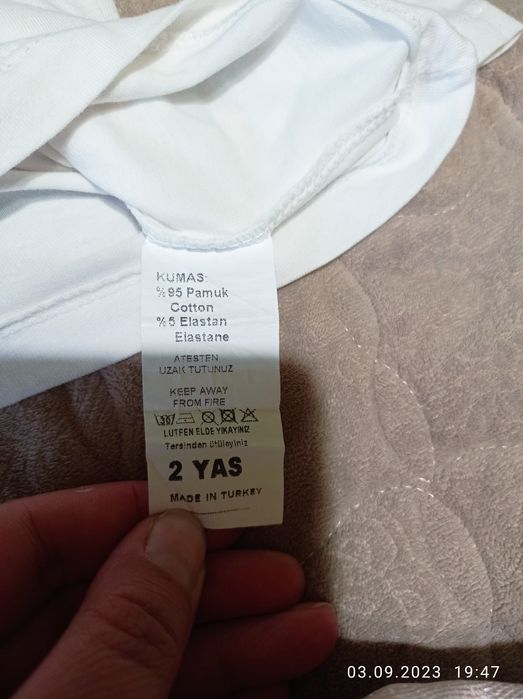 KUMAS:
%95 Pamuk
Cotton
%5 Elastan
Elastane
ATESTEN
UZAK TUTUNUZ
KEEP AWAY
FROM FIRE
LUTFEN ELDE YIKAYINIZ
Tersinden ütüleyiniz
2 YAS
MADE IN TURKEY
03.09.2023 19:47